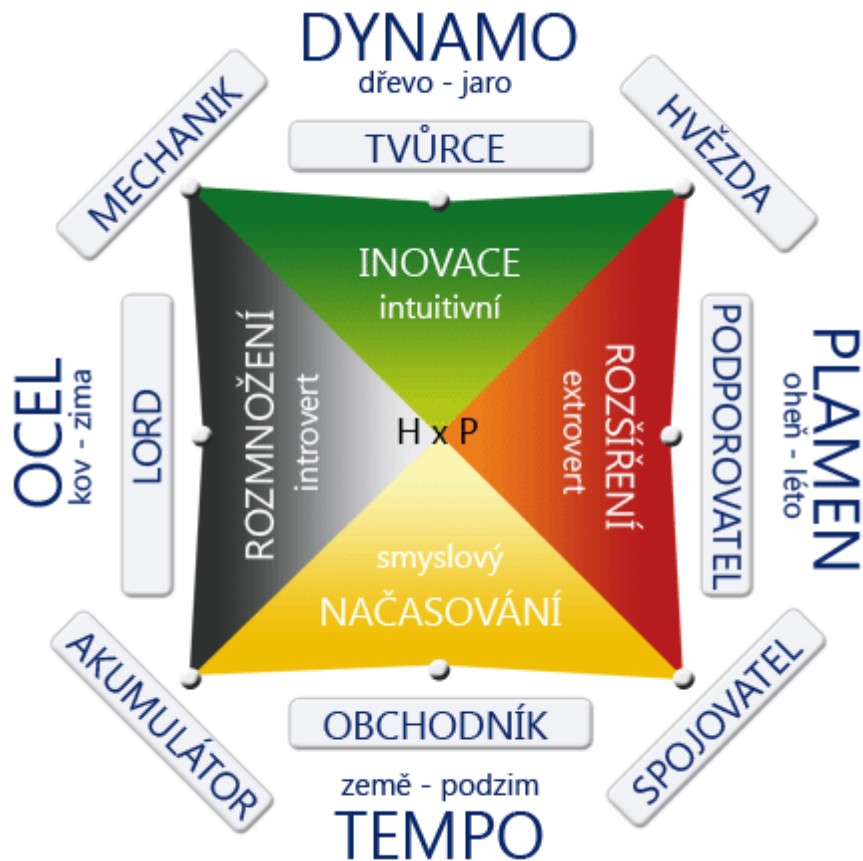 DYNAMO
dřevo - jaro
MECHANIK
TVŮRCE
HVĚZDA
INOVACE
intuitivní
OCEL
kov - zima
LORD
ROZMNOŽENÍ
introvert
H x P
ROZŠÍŘENÍ
extrovert
PODPOROVATEL
PLAMEN
oheň - léto
smyslový
NAČASOVÁNÍ
AKUMULÁTOR
OBCHODNÍK
SPOJOVATEL
země - podzim
TEMPO